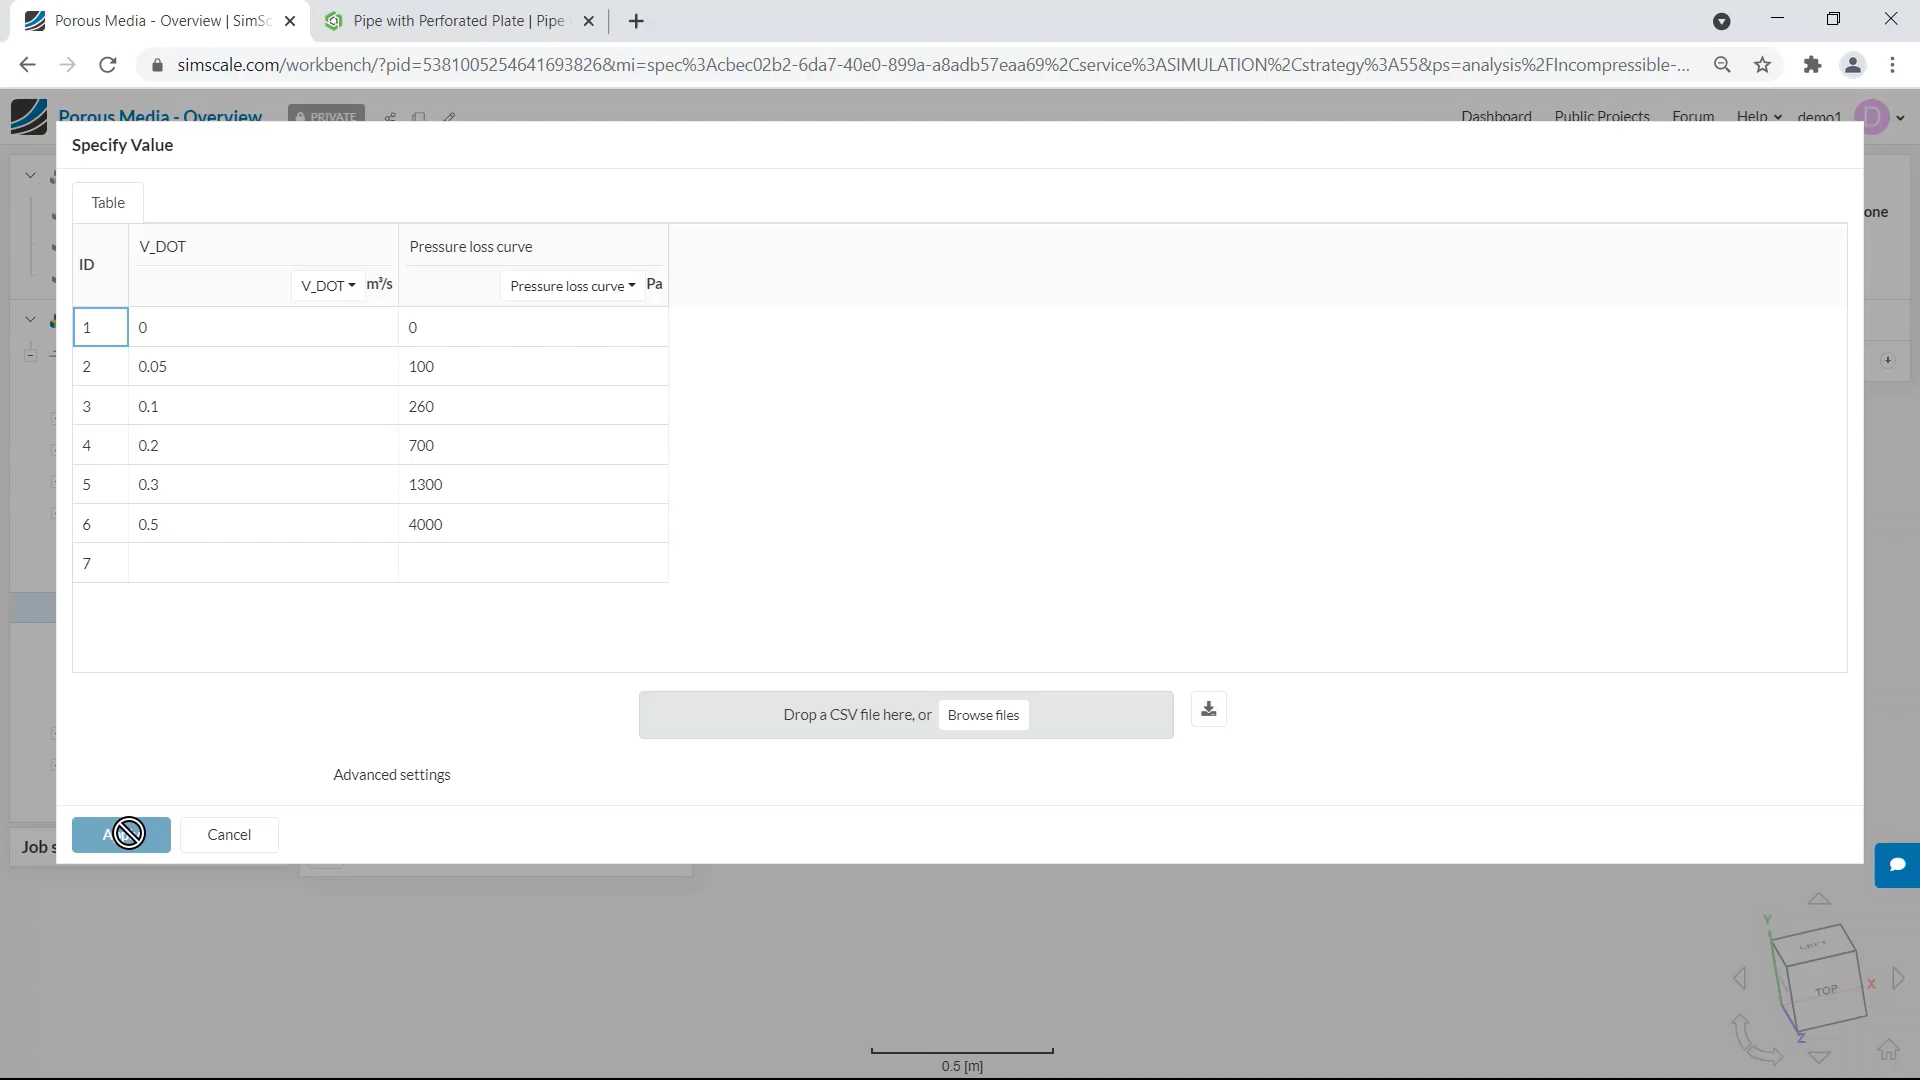 Porous Media - Overview | SimSc
Pipe with Perforated Plate | Pipe
simscale.com/workbench/?pid=5381005254641693826&mi=spec%3Acbec02b2-6da7-40e0-899a-a8adb57eaa69%2Cservice%3ASIMULATION%2Cstrategy%3A55&ps=analysis%2FIncompressible-...
Porous Media - Overview
PRIVATE
Dashboard
Public Projects
Forum
Help
demo1
D
Specify Value
Table
one
ID
V_DOT
Pressure loss curve
V_DOT
m³/s
Pressure loss curve
Pa
1 0 0
2 0.05 100
3 0.1 260
4 0.2 700
5 0.3 1300
6 0.5 4000
7
Drop a CSV file here, or
Browse files
Advanced settings
Cancel
Job s
Y
LEFT
TOP
X
Z
0.5 [m]